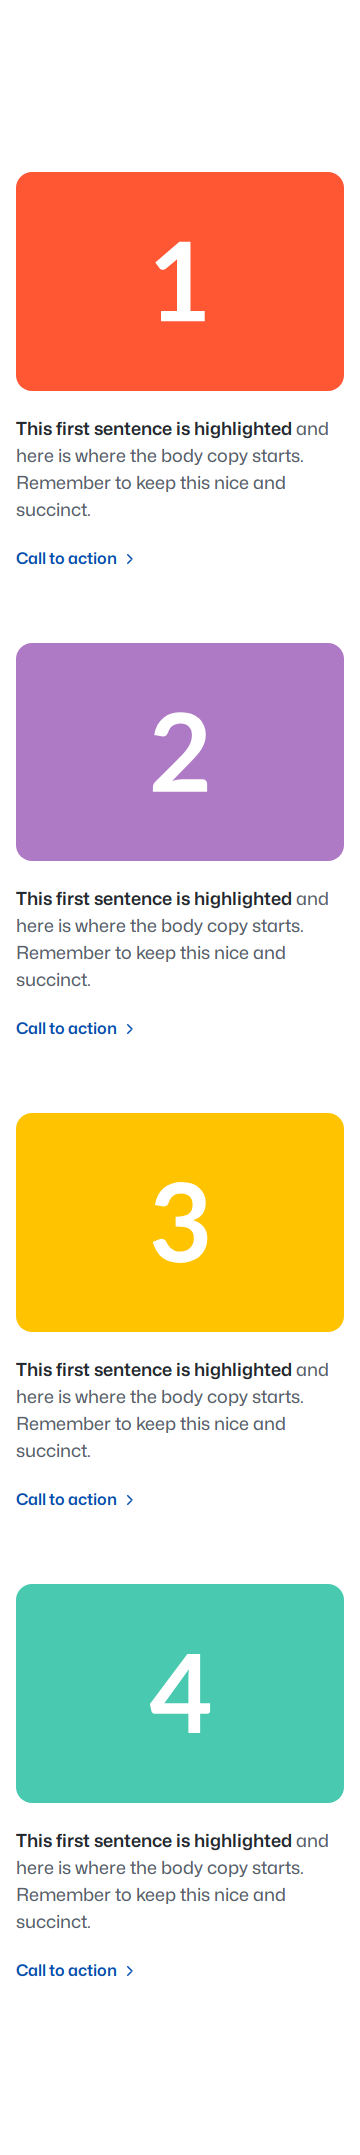 1
This first sentence is highlighted and
here is where the body copy starts.
Remember to keep this nice and
succinct.
Call to action
2
This first sentence is highlighted and
here is where the body copy starts.
Remember to keep this nice and
succinct.
Call to action
3
This first sentence is highlighted and
here is where the body copy starts.
Remember to keep this nice and
succinct.
Call to action
4
This first sentence is highlighted and
here is where the body copy starts.
Remember to keep this nice and
succinct.
Call to action